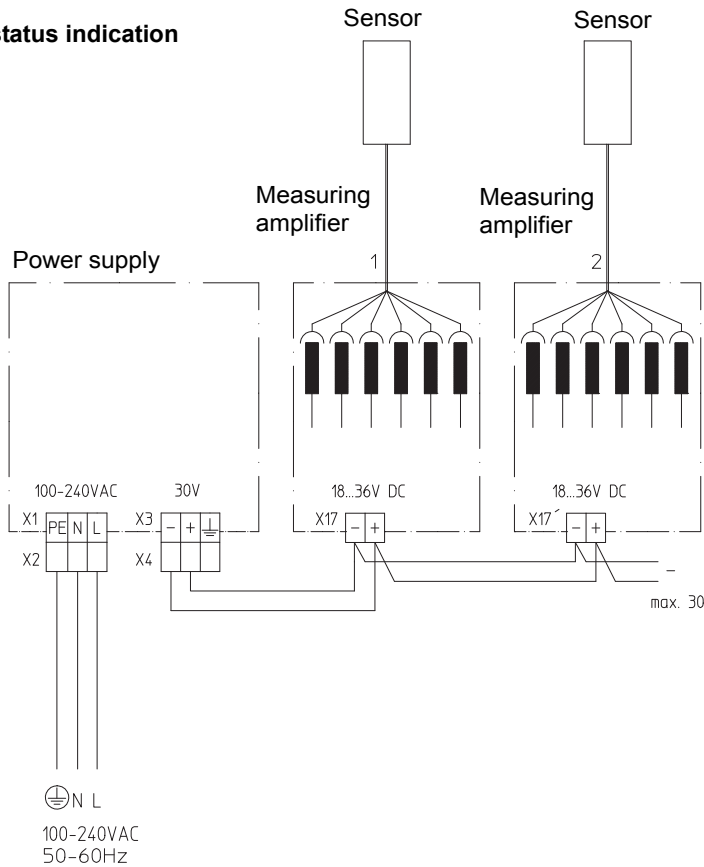 status indication
Sensor
Sensor
Measuring
amplifier
Measuring
amplifier
Power supply
1
2
100-240VAC
30V
18...36V DC
18...36V DC
X1
PE N L
X3
- +
X17
- +
X17´
- +
X2
X4
-
max. 30
N L
100-240VAC
50-60Hz